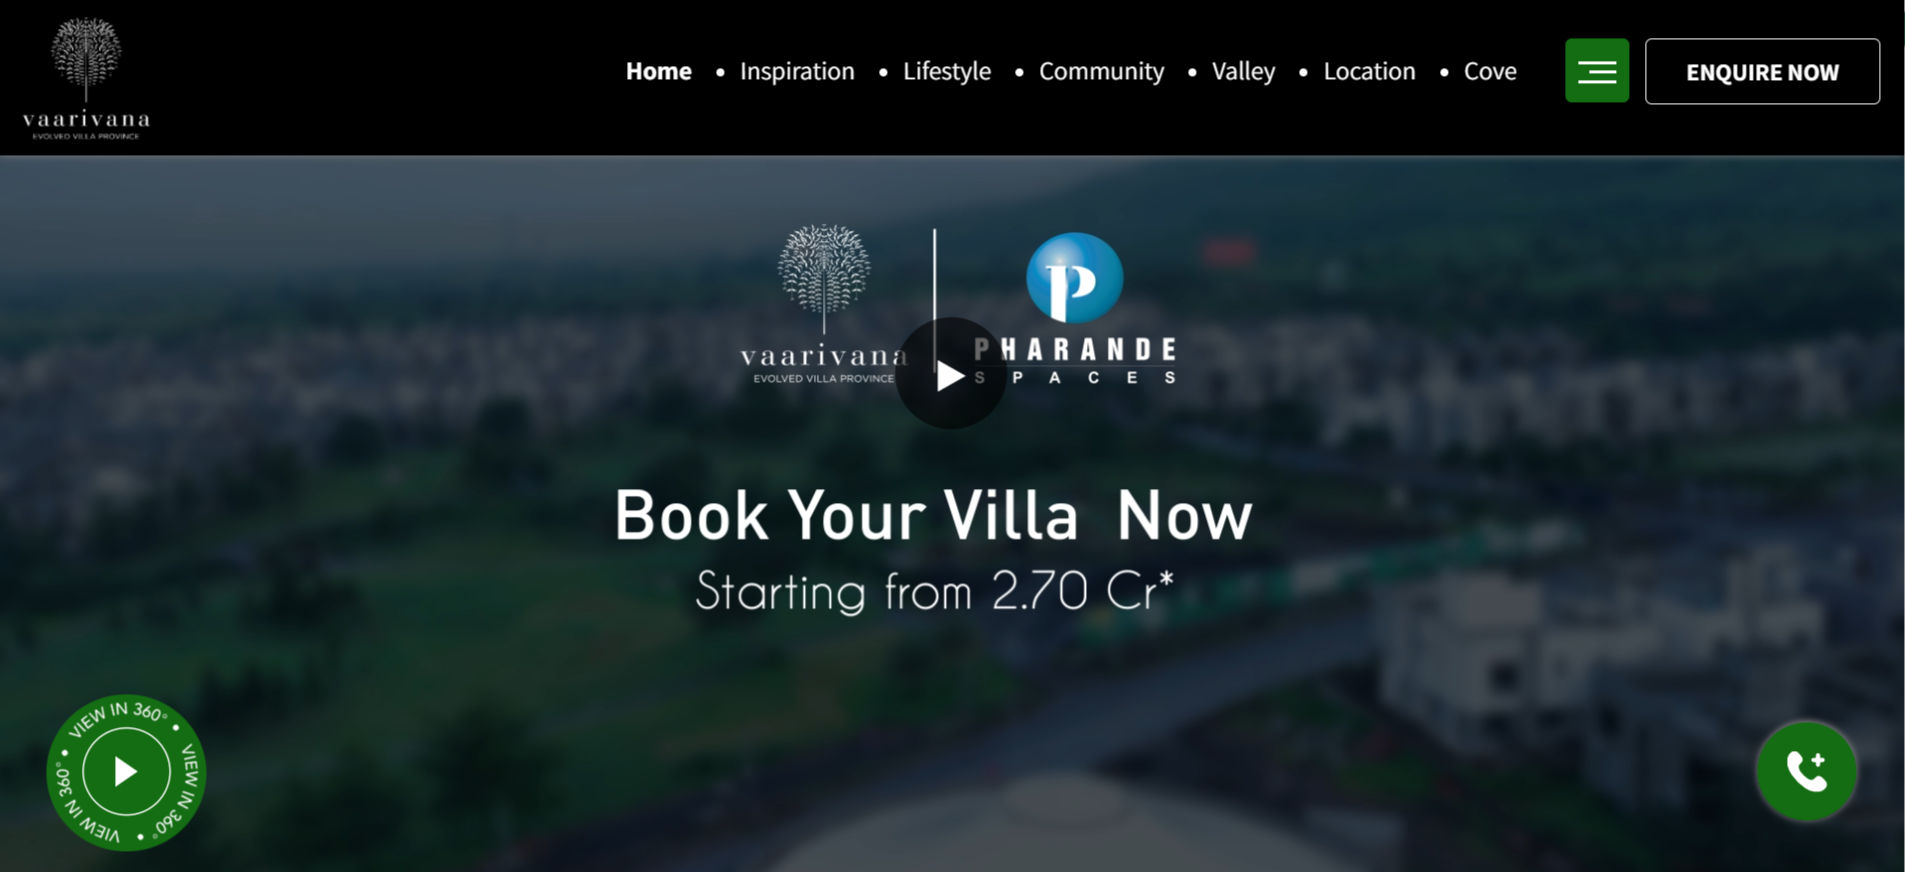 vaarivana
EVOLVED VILLA PROVINCE
Home • Inspiration • Lifestyle • Community • Valley • Location • Cove
ENQUIRE NOW
vaarivana
EVOLVED VILLA PROVINCE
P
PHARANDE
SPACES
Book Your Villa Now
Starting from 2.70 Cr*
VIEW IN 360° • VIEW IN 360° • VIEW IN 360° •